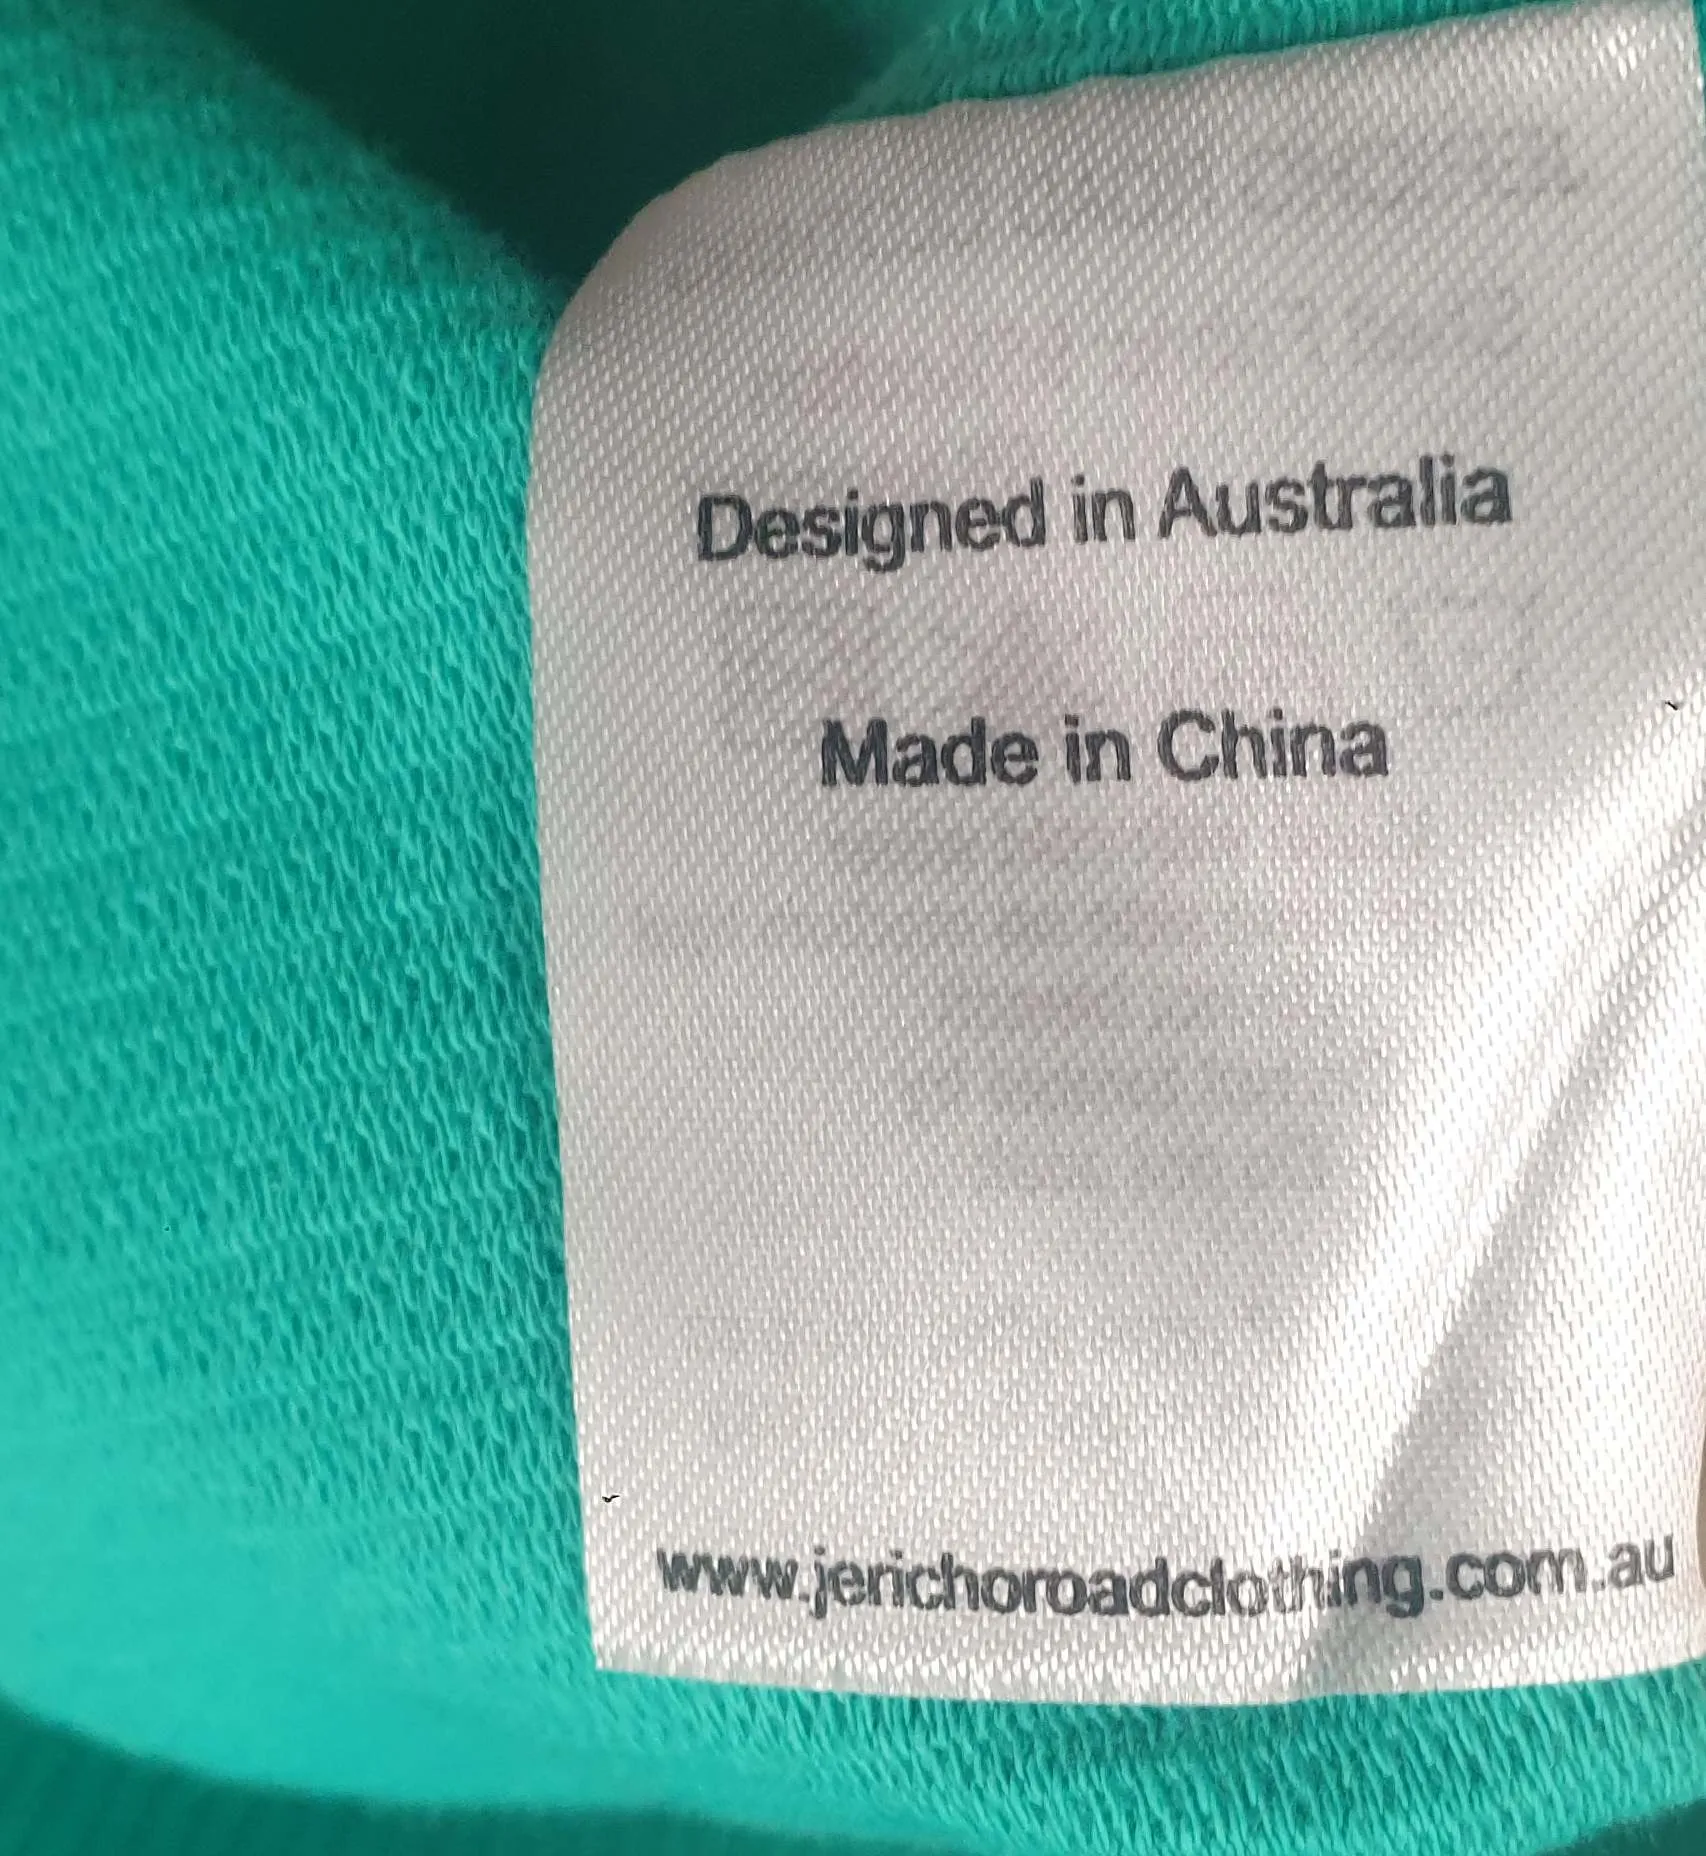 Designed in Australia
Made in China
www.jerichoroadclothing.com.au